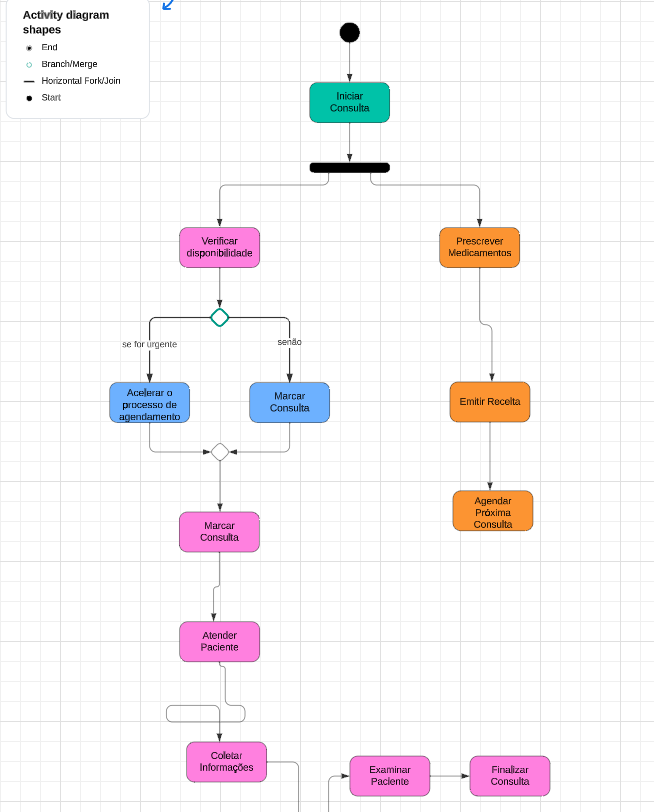 Activity diagram
shapes
End
Branch/Merge
Horizontal Fork/Join
Start
Iniciar
Consulta
Verificar
disponibilidade
Prescrever
Medicamentos
se for urgente
senão
Acelerar o
processo de
agendamento
Marcar
Consulta
Emitir Receita
Marcar
Consulta
Agendar
Próxima
Consulta
Atender
Paciente
Coletar
Informações
Examinar
Paciente
Finalizar
Consulta